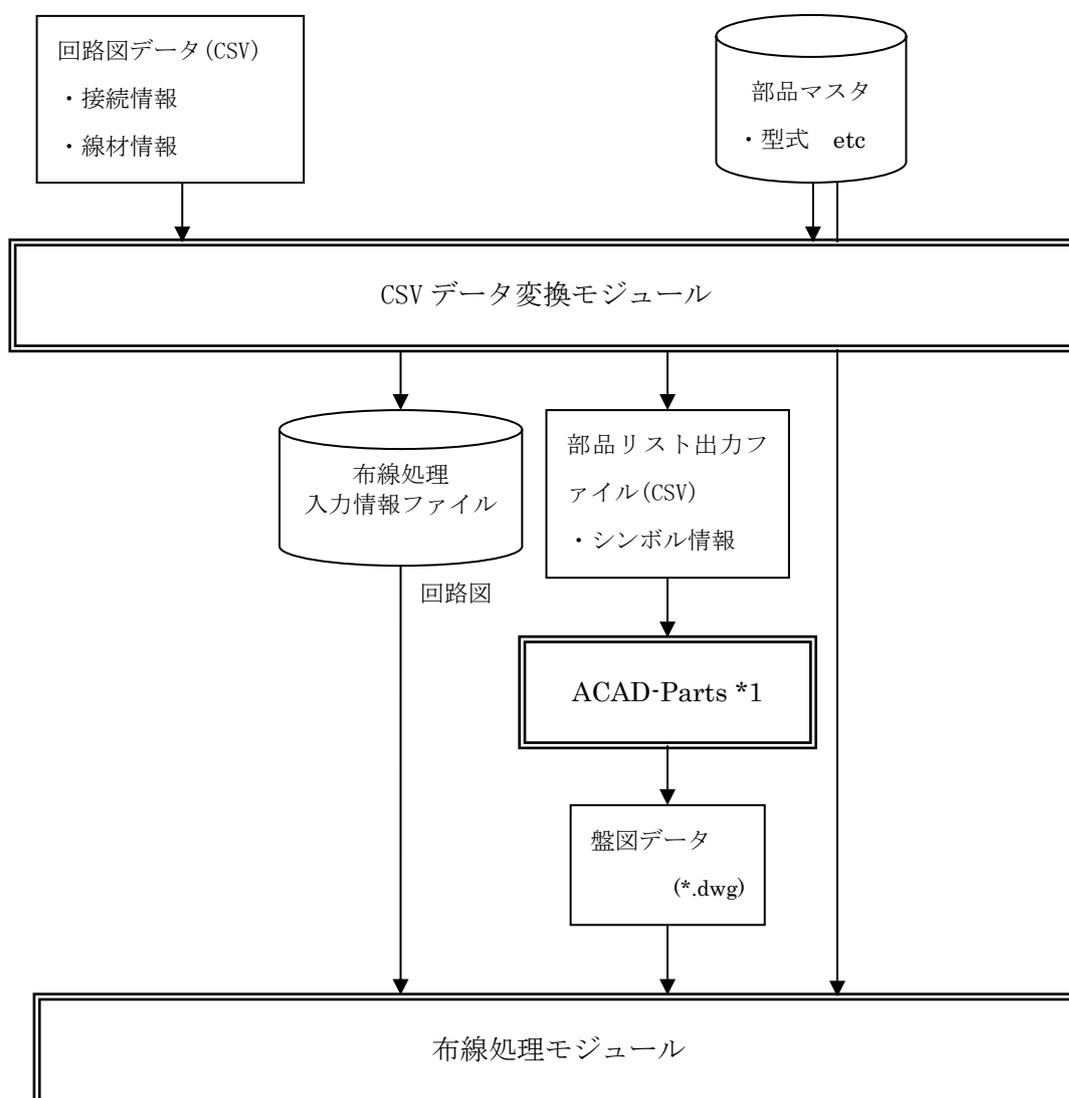 回路図データ(CSV)
・接続情報
・線材情報
部品マスタ
・型式　etc
CSV データ変換モジュール
布線処理
入力情報ファイル
部品リスト出力フ
ァイル(CSV)
・シンボル情報
回路図
ACAD-Parts *1
盤図データ
(*.dwg)
布線処理モジュール